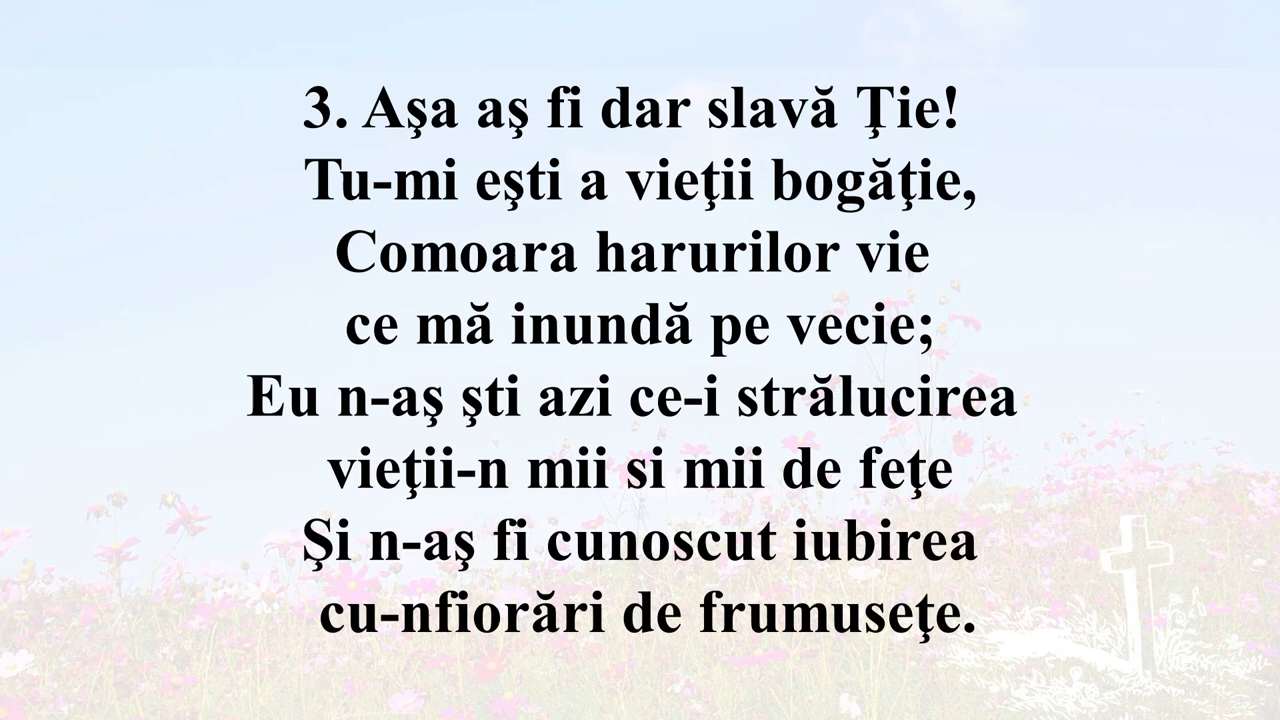 3. Aşa aş fi dar slavă Ţie!
Tu-mi eşti a vieţii bogăţie,
Comoara harurilor vie
ce mă inundă pe vecie;
Eu n-aş şti azi ce-i strălucirea
vieţii-n mii si mii de feţe
Şi n-aş fi cunoscut iubirea
cu-nfiorări de frumuseţe.